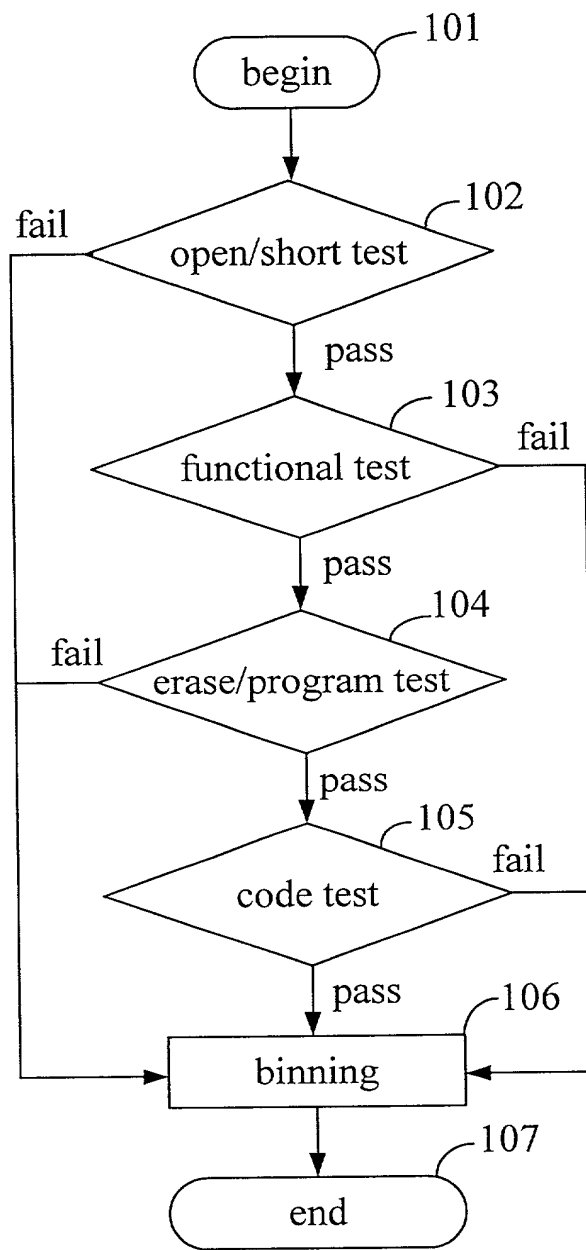 101
begin
102
fail
open/short test
pass
103
fail
functional test
pass
104
fail
erase/program test
pass
105
fail
code test
pass
106
binning
107
end